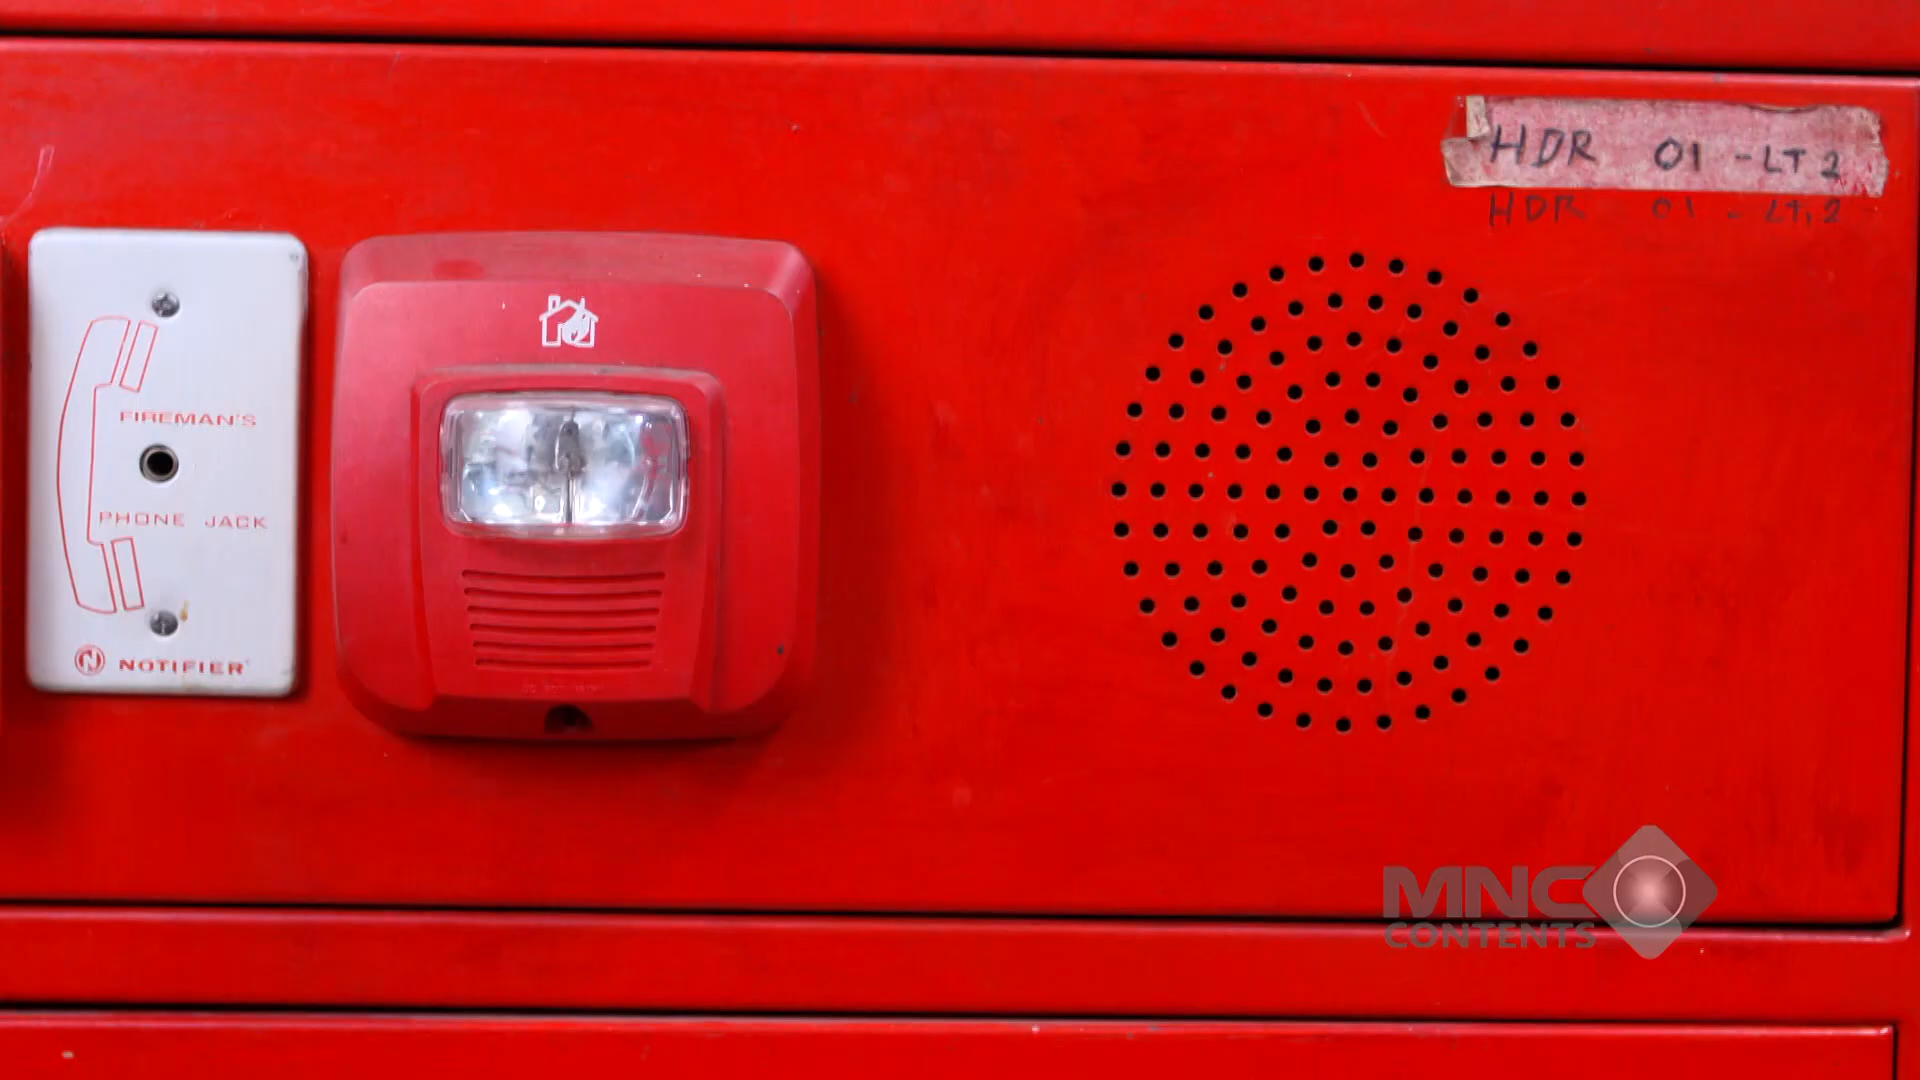 HDR 01 - LT 2
HDR 01 - LT.2
FIREMAN'S
PHONE JACK
NOTIFIER
MNC
CONTENTS